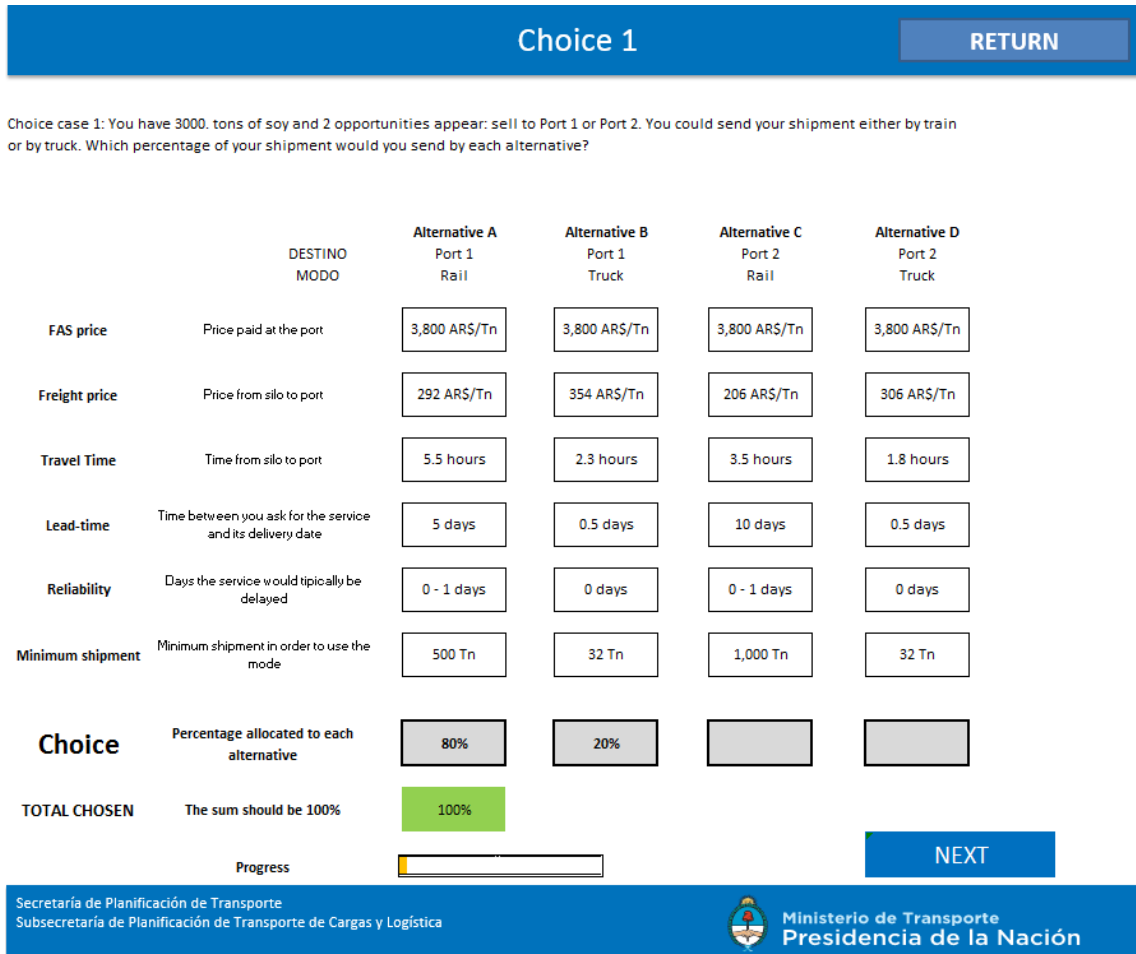 Choice 1
RETURN
Choice case 1: You have 3000. tons of soy and 2 opportunities appear: sell to Port 1 or Port 2. You could send your shipment either by train
or by truck. Which percentage of your shipment would you send by each alternative?
Alternative A Alternative B Alternative C Alternative D
DESTINO Port 1 Port 1 Port 2 Port 2
MODO Rail Truck Rail Truck
FAS price Price paid at the port 3,800 AR$/Tn 3,800 AR$/Tn 3,800 AR$/Tn 3,800 AR$/Tn
Freight price Price from silo to port 292 AR$/Tn 354 AR$/Tn 206 AR$/Tn 306 AR$/Tn
Travel Time Time from silo to port 5.5 hours 2.3 hours 3.5 hours 1.8 hours
Lead-time Time between you ask for the service
and its delivery date 5 days 0.5 days 10 days 0.5 days
Reliability Days the service would tipically be
delayed 0 - 1 days 0 days 0 - 1 days 0 days
Minimum shipment Minimum shipment in order to use the
mode 500 Tn 32 Tn 1,000 Tn 32 Tn
Choice Percentage allocated to each
alternative 80% 20%
TOTAL CHOSEN The sum should be 100% 100%
Progress
NEXT
Secretaría de Planificación de Transporte
Subsecretaría de Planificación de Transporte de Cargas y Logística
Ministerio de Transporte
Presidencia de la Nación